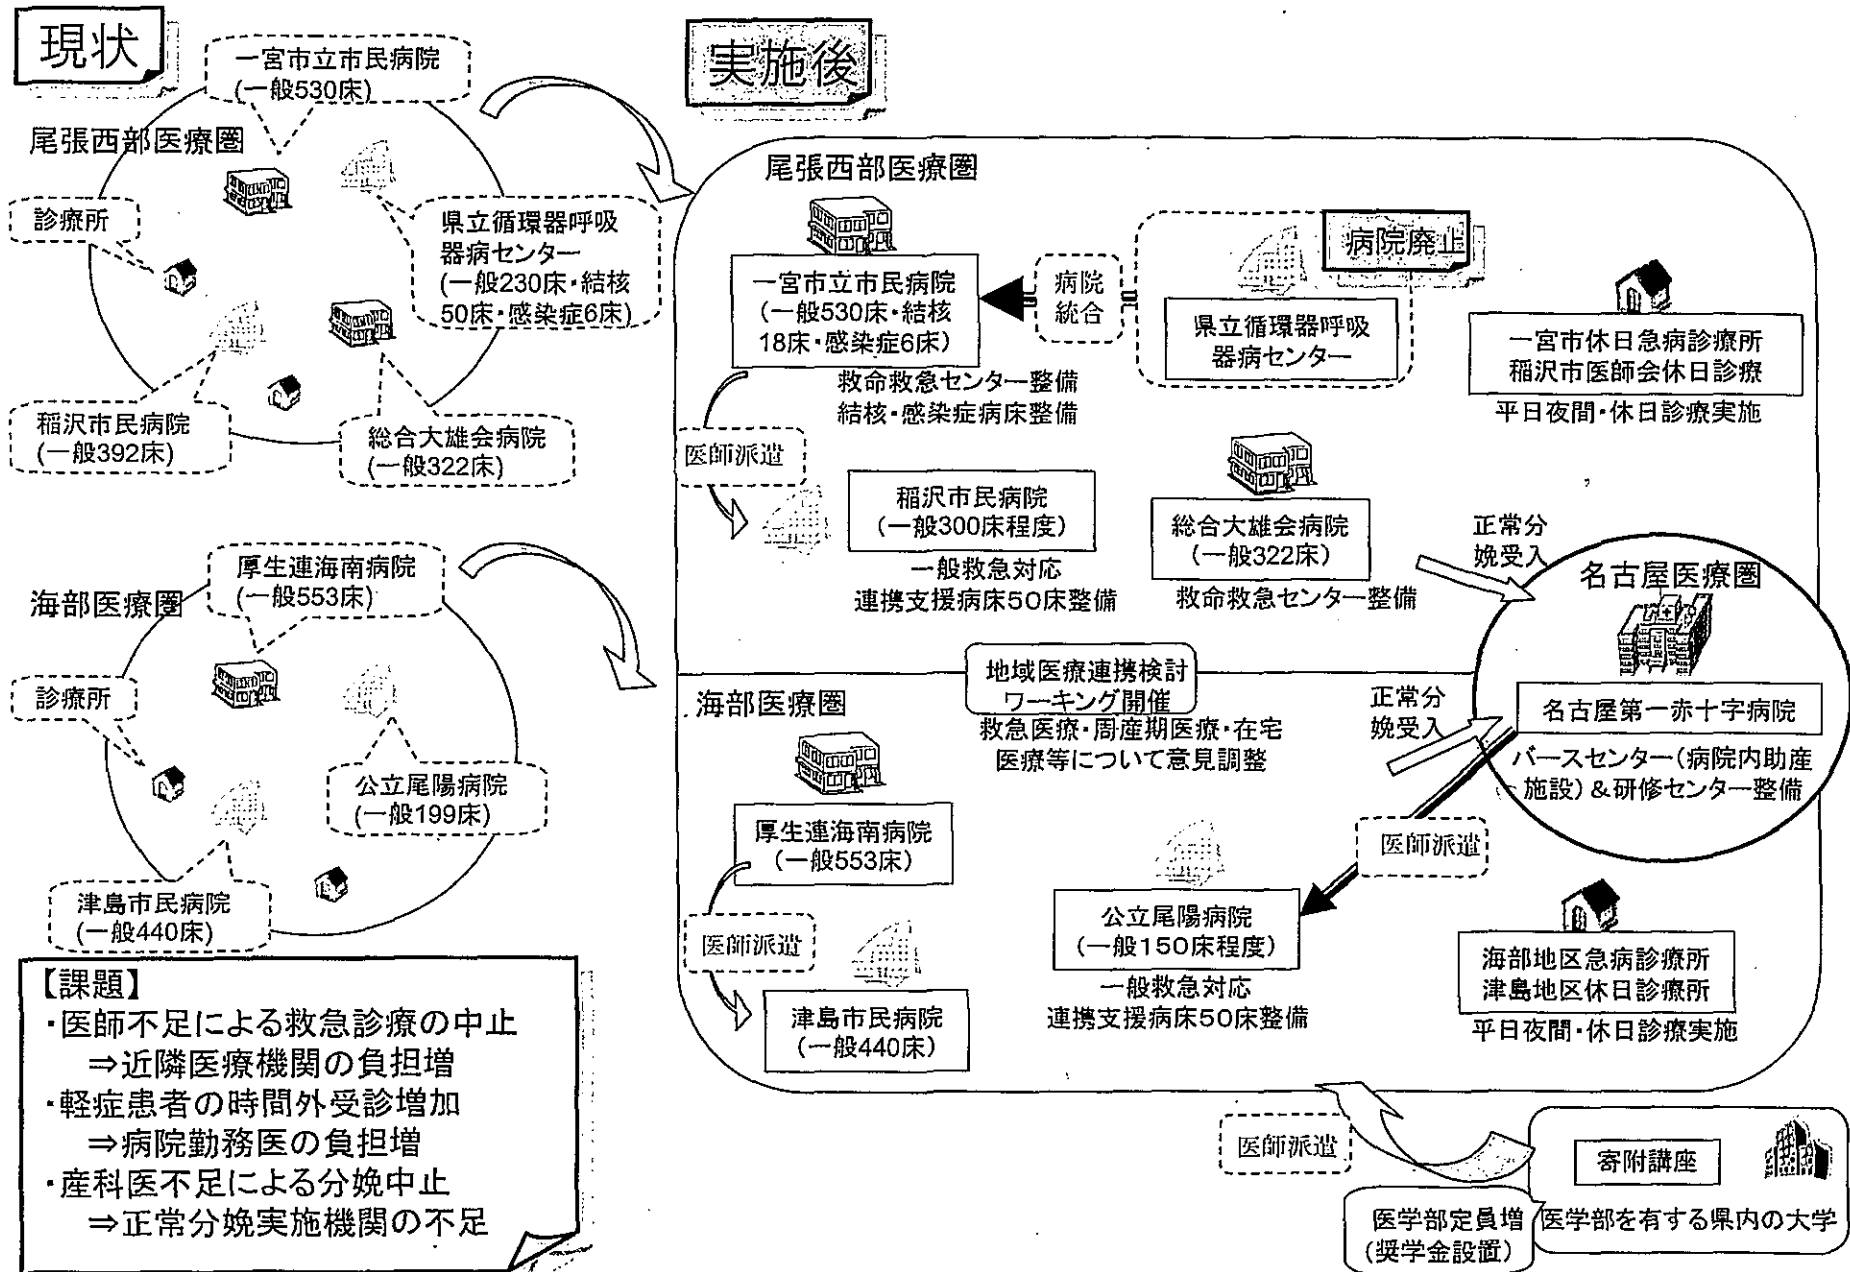 現状
一宮市立市民病院
(一般530床)
尾張西部医療圏
診療所
県立循環器呼吸
器病センター
(一般230床・結核
50床・感染症6床)
稲沢市民病院
(一般392床)
総合大雄会病院
(一般322床)
厚生連海南病院
(一般553床)
海部医療圏
診療所
公立尾陽病院
(一般199床)
津島市民病院
(一般440床)
【課題】
・医師不足による救急診療の中止
⇒近隣医療機関の負担増
・軽症患者の時間外受診増加
⇒病院勤務医の負担増
・産科医不足による分娩中止
⇒正常分娩実施機関の不足
実施後
尾張西部医療圏
一宮市立市民病院
(一般530床・結核
18床・感染症6床)
救命救急センター整備
結核・感染症病床整備
病院
統合
病院廃止
県立循環器呼吸
器病センター
一宮市休日急病診療所
稲沢市医師会休日診療
平日夜間・休日診療実施
医師派遣
稲沢市民病院
(一般300床程度)
一般救急対応
連携支援病床50床整備
総合大雄会病院
(一般322床)
救命救急センター整備
正常分
娩受入
名古屋医療圏
名古屋第一赤十字病院
バースセンター(病院内助産
施設)&研修センター整備
地域医療連携検討
ワーキング開催
救急医療・周産期医療・在宅
医療等について意見調整
海部医療圏
正常分
娩受入
厚生連海南病院
(一般553床)
医師派遣
医師派遣
津島市民病院
(一般440床)
公立尾陽病院
(一般150床程度)
一般救急対応
連携支援病床50床整備
海部地区急病診療所
津島地区休日診療所
平日夜間・休日診療実施
医師派遣
寄附講座
医学部を有する県内の大学
医学部定員増
(奨学金設置)